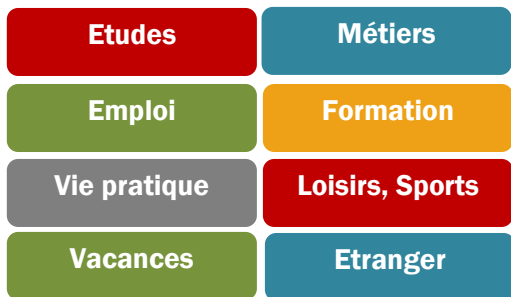 Etudes
Métiers
Emploi
Formation
Vie pratique
Loisirs, Sports
Vacances
Etranger